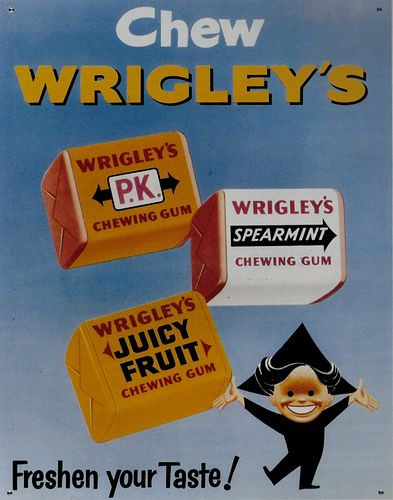 Chew
WRIGLEY'S
WRIGLEY'S
P.K.
CHEWING GUM
WRIGLEY'S
SPEARMINT
CHEWING GUM
WRIGLEY'S
JUICY
FRUIT
CHEWING GUM
Freshen your Taste!